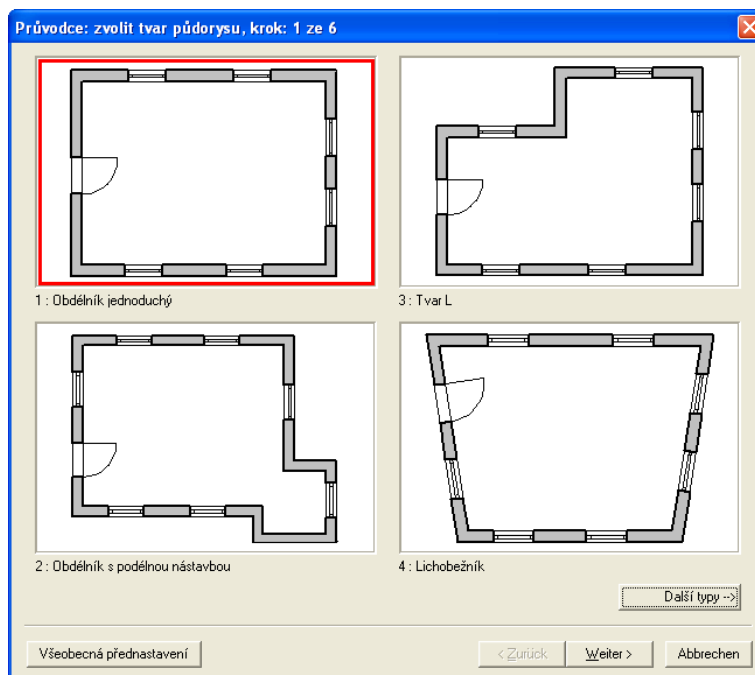 Průvodce: zvolit tvar půdorysu, krok: 1 ze 6
1 : Obdélník jednoduchý
3 : Tvar L
2 : Obdélník s podélnou nástavbou
4 : Lichobežník
Další typy -->
Všeobecná přednastavení
< Zurück
Weiter >
Abbrechen